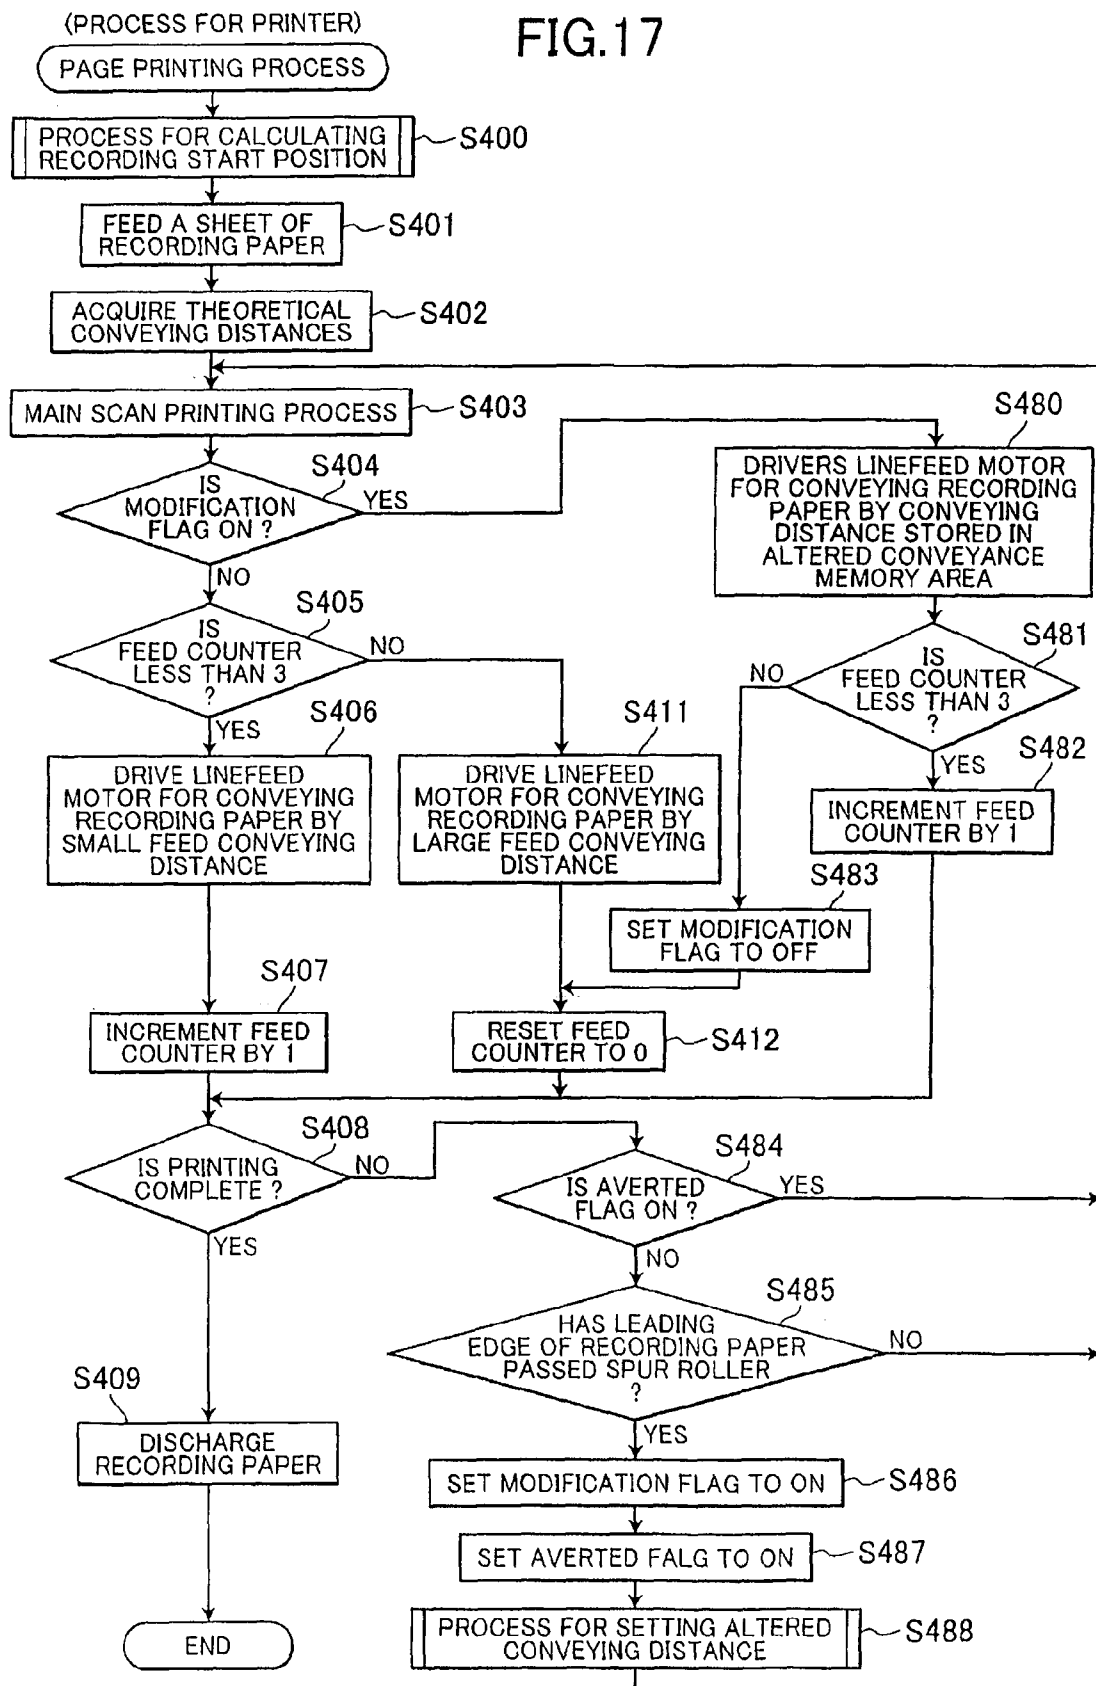 (PROCESS FOR PRINTER)
FIG.17
PAGE PRINTING PROCESS
PROCESS FOR CALCULATING
RECORDING START POSITION
S400
FEED A SHEET OF
RECORDING PAPER
S401
ACQUIRE THEORETICAL
CONVEYING DISTANCES
S402
MAIN SCAN PRINTING PROCESS
S403
S404
IS
MODIFICATION
FLAG ON ?
YES
NO
S480
DRIVERS LINEFEED MOTOR
FOR CONVEYING RECORDING
PAPER BY CONVEYING
DISTANCE STORED IN
ALTERED CONVEYANCE
MEMORY AREA
S405
IS
FEED COUNTER
LESS THAN 3
?
NO
YES
S481
IS
FEED COUNTER
LESS THAN 3
?
NO
YES
S406
DRIVE LINEFEED
MOTOR FOR CONVEYING
RECORDING PAPER BY
SMALL FEED CONVEYING
DISTANCE
S411
DRIVE LINEFEED
MOTOR FOR CONVEYING
RECORDING PAPER BY
LARGE FEED CONVEYING
DISTANCE
S482
INCREMENT FEED
COUNTER BY 1
S483
SET MODIFICATION
FLAG TO OFF
S407
INCREMENT FEED
COUNTER BY 1
RESET FEED
COUNTER TO 0
S412
S408
IS PRINTING
COMPLETE ?
NO
YES
S484
IS AVERTED
FLAG ON ?
YES
NO
S485
HAS LEADING
EDGE OF RECORDING PAPER
PASSED SPUR ROLLER
?
NO
YES
S409
DISCHARGE
RECORDING PAPER
SET MODIFICATION FLAG TO ON
S486
SET AVERTED FALG TO ON
S487
PROCESS FOR SETTING ALTERED
CONVEYING DISTANCE
S488
END